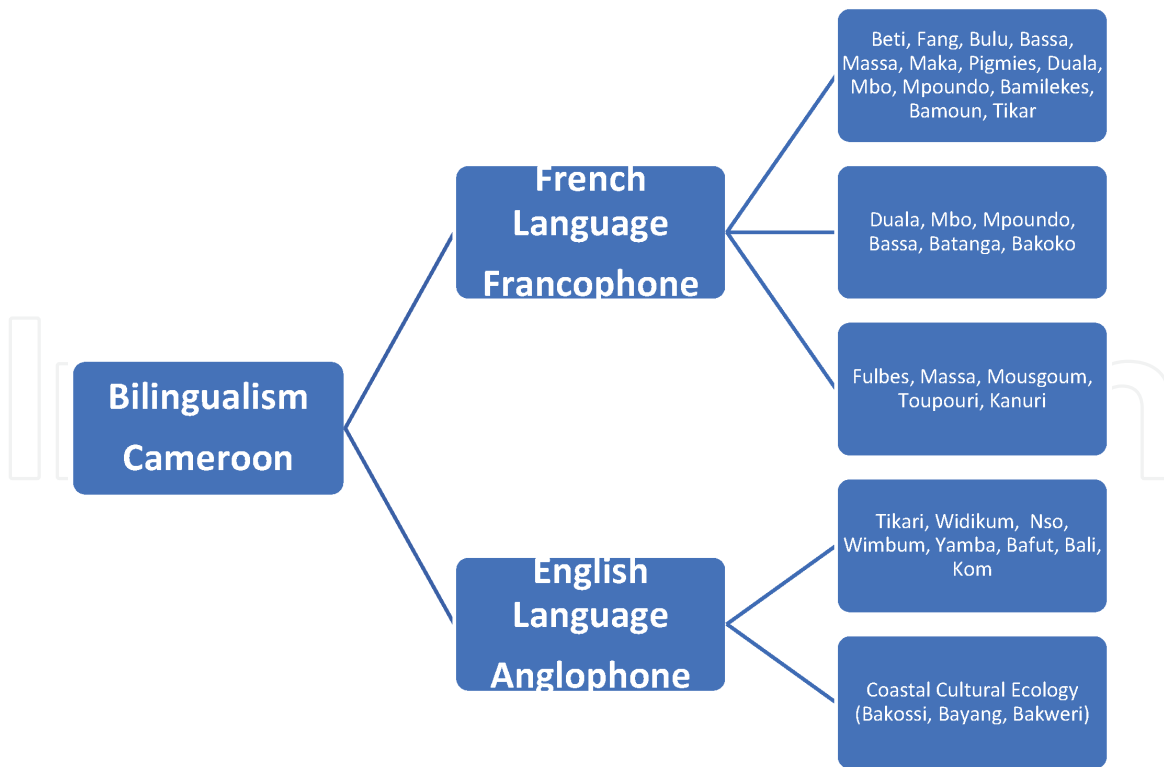 Bilingualism
Cameroon
French
Language
Francophone
Beti, Fang, Bulu, Bassa,
Massa, Maka, Pigmies, Duala,
Mbo, Mpoundo, Bamilekes,
Bamoun, Tikar
Duala, Mbo, Mpoundo,
Bassa, Batanga, Bakoko
Fulbes, Massa, Mousgoum,
Toupouri, Kanuri
English
Language
Anglophone
Tikari, Widikum, Nso,
Wimbum, Yamba, Bafut, Bali,
Kom
Coastal Cultural Ecology
(Bakossi, Bayang, Bakweri)